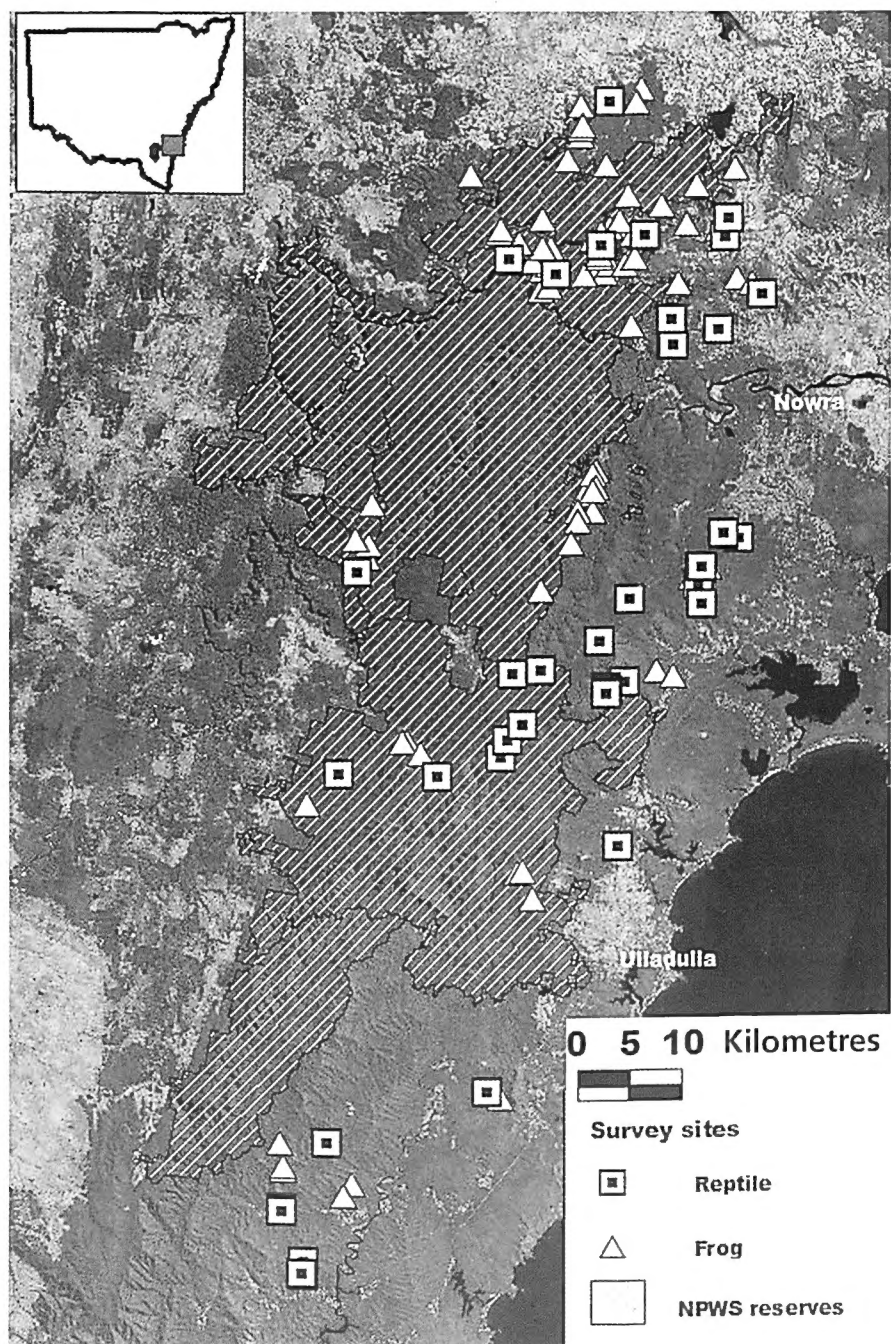 Nowra
Ulladulla
0 5 10 Kilometres
Survey sites
Reptile
Frog
NPWS reserves